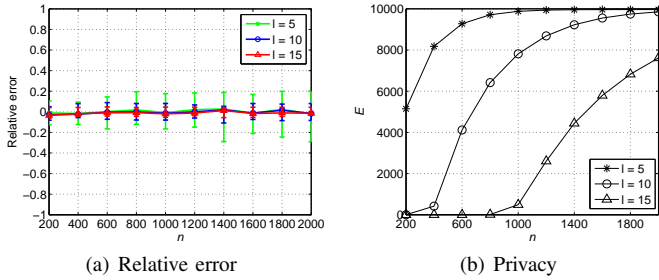 1
0.8
0.6
0.4
0.2
0
−0.2
−0.4
−0.6
−0.8
−1
Relative error
200 400 600 800 1000 1200 1400 1600 1800 2000
n
l = 5
l = 10
l = 15
(a) Relative error
10000
8000
6000
4000
2000
0
E
200 600 1000 1400 1800
n
l = 5
l = 10
l = 15
(b) Privacy